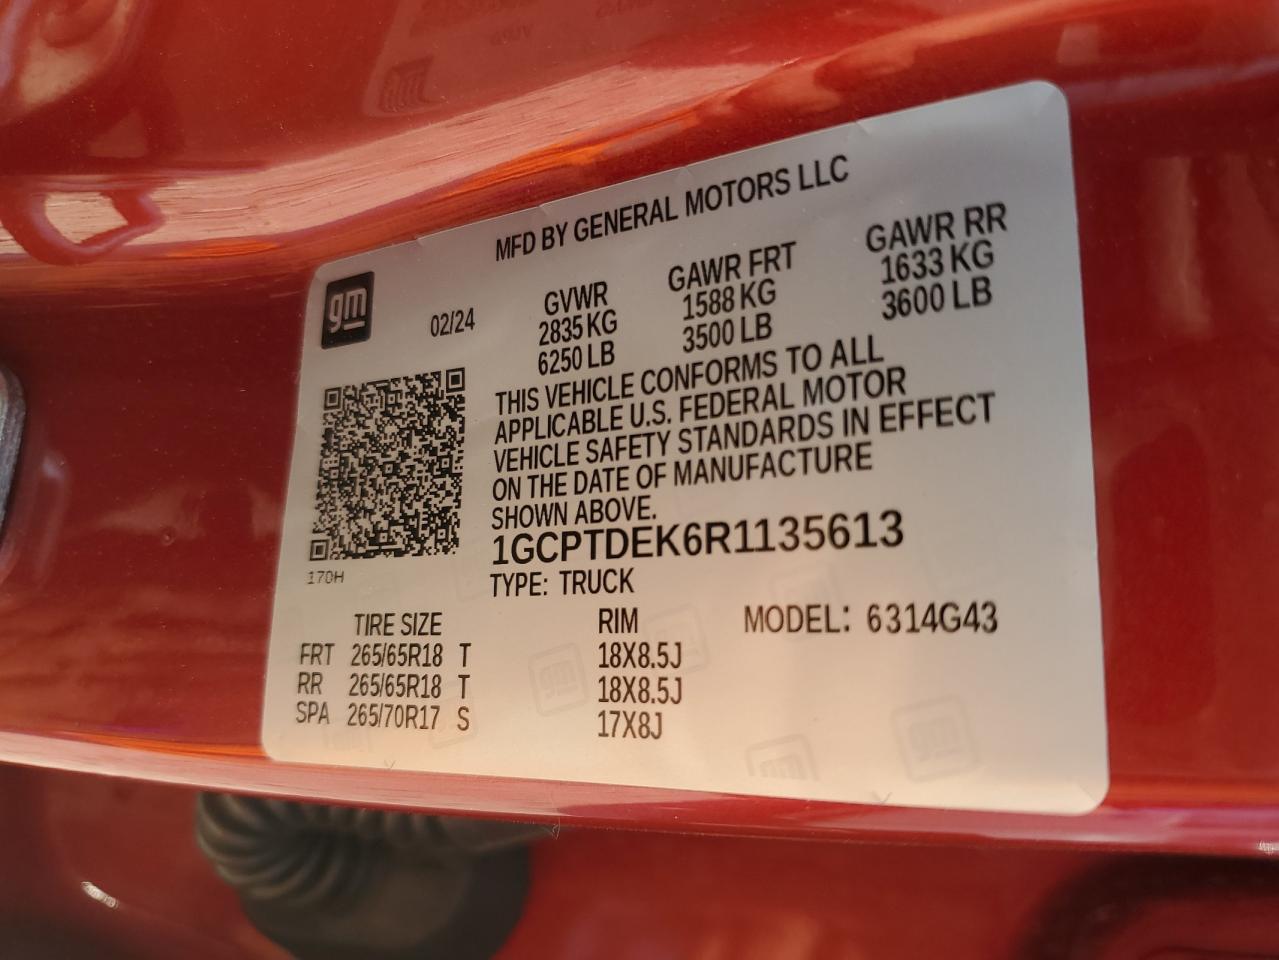 MFD BY GENERAL MOTORS LLC
gm
02/24
GVWR
2835 KG
6250 LB
GAWR FRT
1588 KG
3500 LB
GAWR RR
1633 KG
3600 LB
THIS VEHICLE CONFORMS TO ALL
APPLICABLE U.S. FEDERAL MOTOR
VEHICLE SAFETY STANDARDS IN EFFECT
ON THE DATE OF MANUFACTURE
SHOWN ABOVE.
1GCPTDEK6R1135613
170H
TYPE: TRUCK
TIRE SIZE RIM MODEL: 6314G43
FRT 265/65R18 T 18X8.5J
RR 265/65R18 T 18X8.5J
SPA 265/70R17 S 17X8J